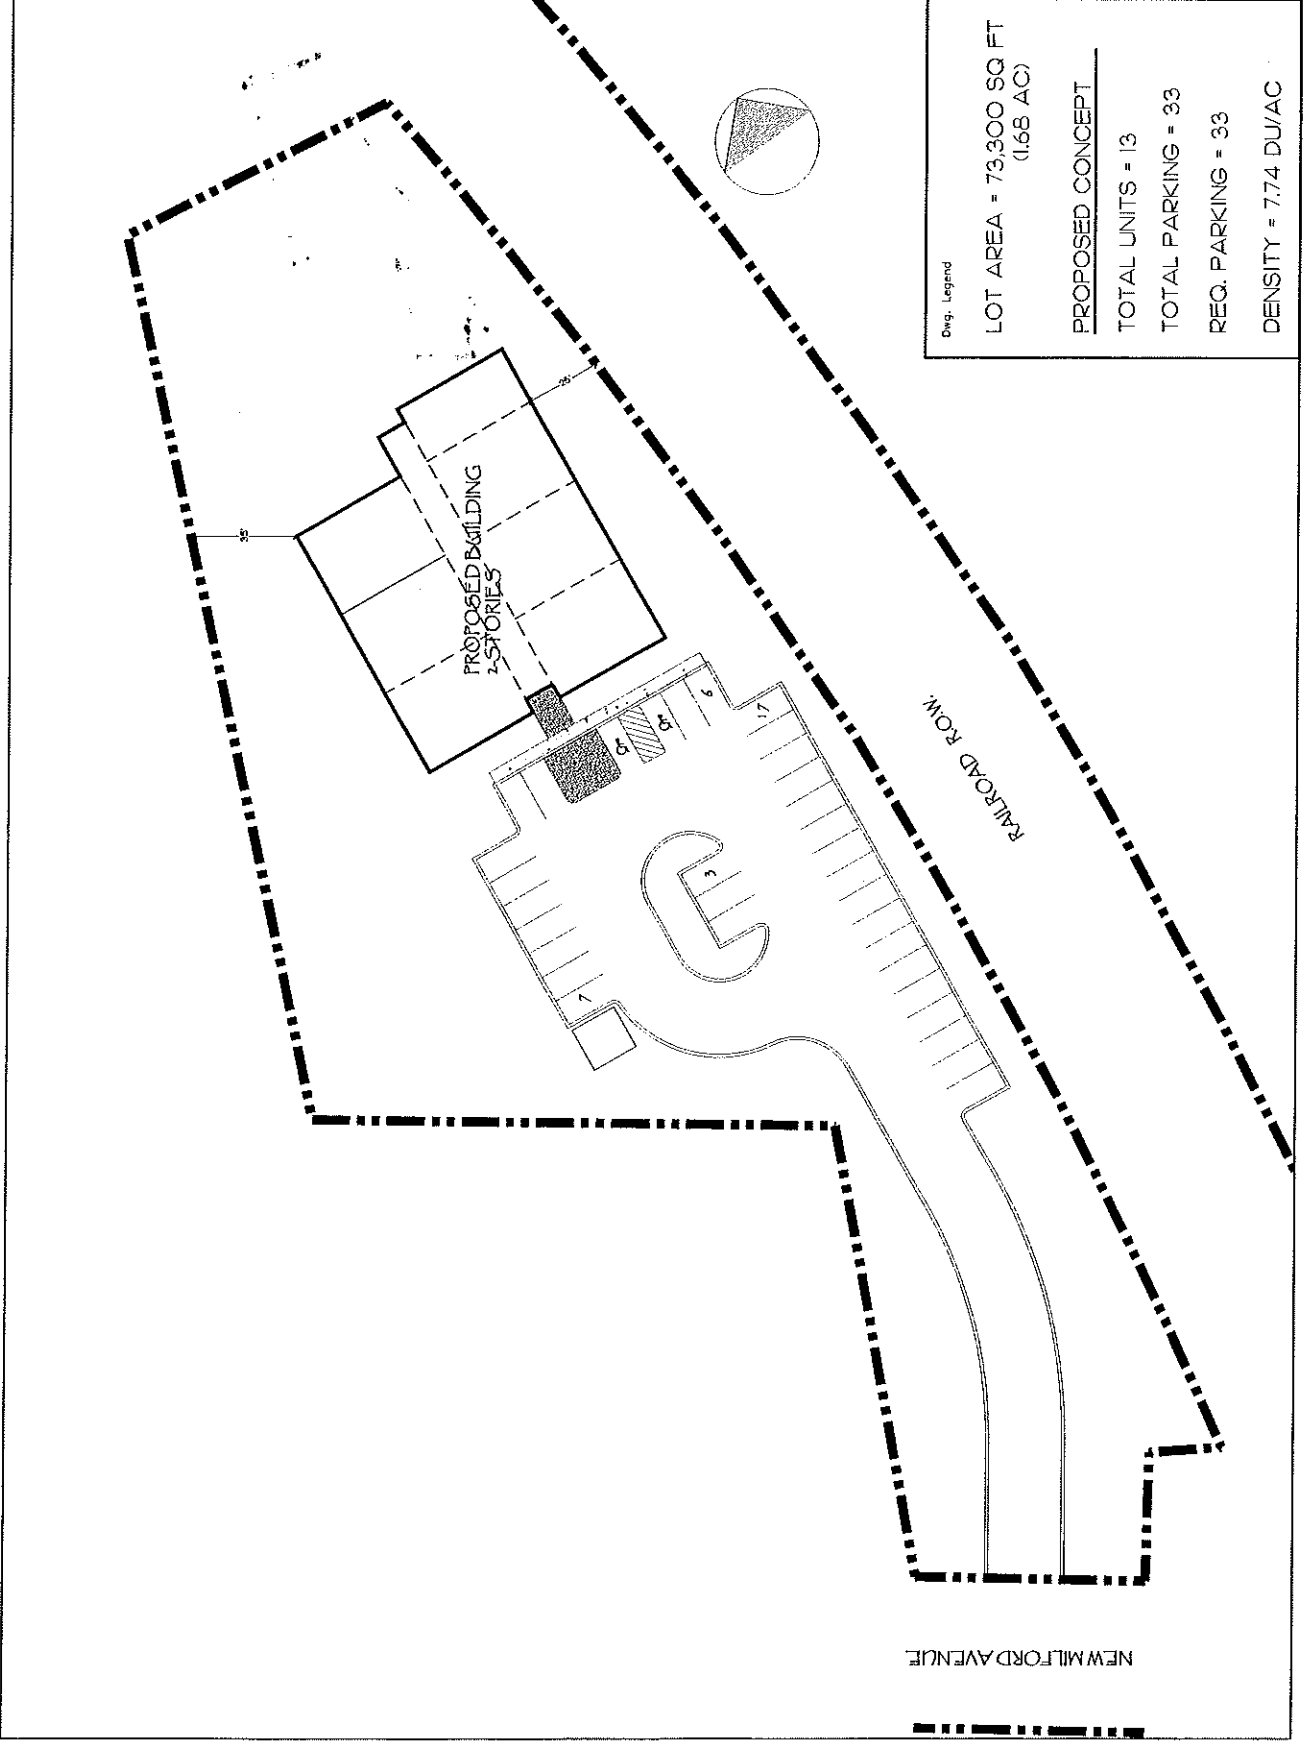 35'
25'
PROPOSED BUILDING
2-STORIES
6
17
3
7
RAILROAD R.O.W.
NEW MILFORD AVENUE
Dwg. Legend
LOT AREA = 73,300 SQ FT
(1.68 AC)
PROPOSED CONCEPT
TOTAL UNITS = 13
TOTAL PARKING = 33
REQ. PARKING = 33
DENSITY = 7.74 DU/AC